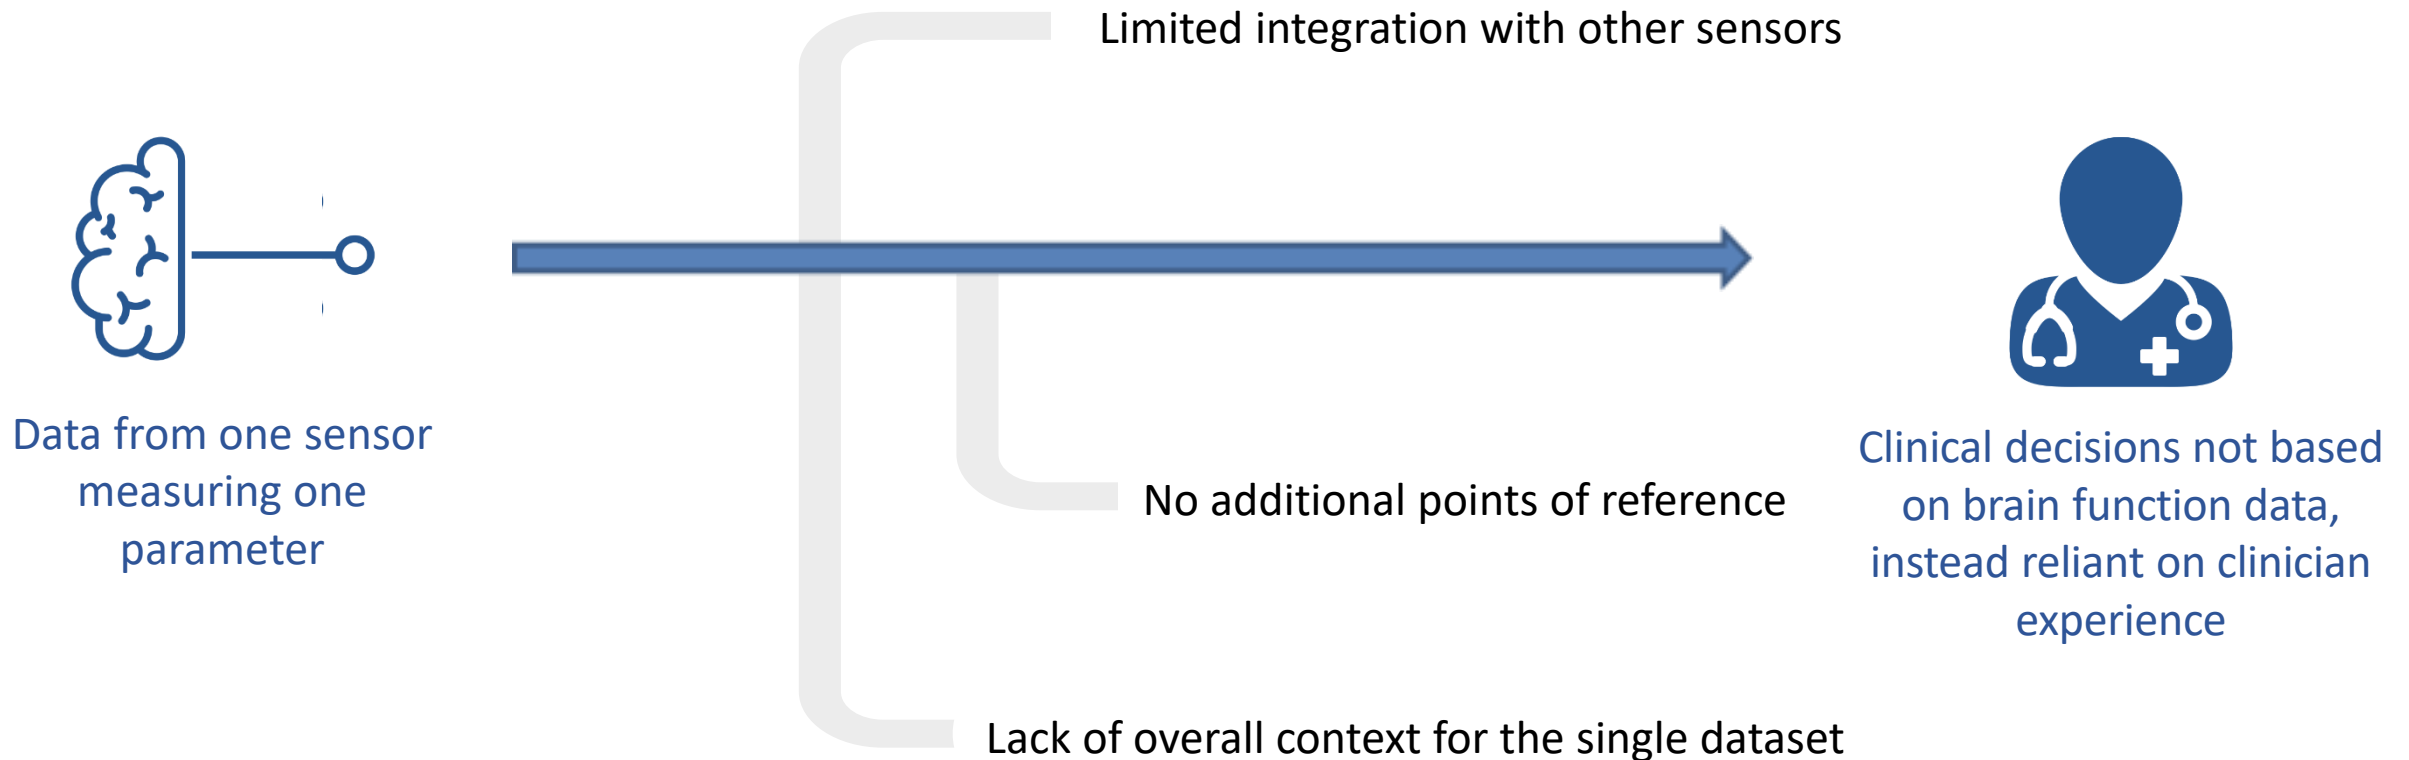 Limited integration with other sensors
Data from one sensor
measuring one
parameter
No additional points of reference
Lack of overall context for the single dataset
Clinical decisions not based
on brain function data,
instead reliant on clinician
experience